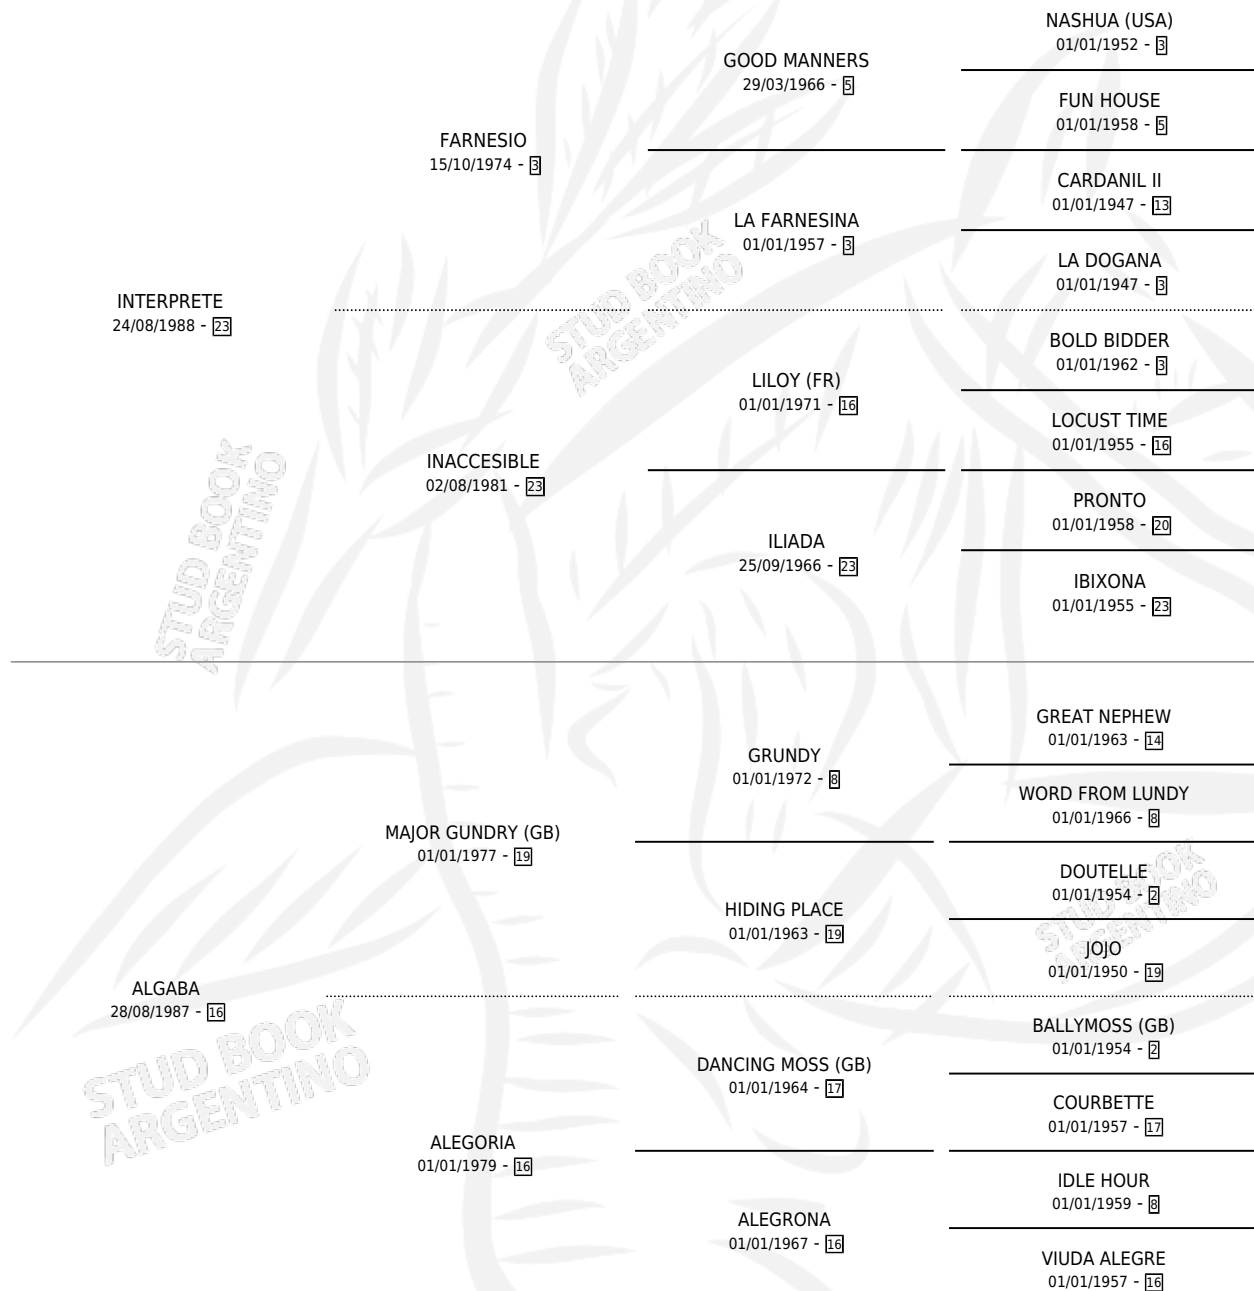 NASHUA (USA)
01/01/1952 - 3
GOOD MANNERS
29/03/1966 - 5
FUN HOUSE
01/01/1958 - 5
FARNESIO
15/10/1974 - 3
CARDANIL II
01/01/1947 - 13
LA FARNESINA
01/01/1957 - 3
LA DOGANA
01/01/1947 - 3
INTERPRETE
24/08/1988 - 23
BOLD BIDDER
01/01/1962 - 3
LILOY (FR)
01/01/1971 - 16
LOCUST TIME
01/01/1955 - 16
INACCESIBLE
02/08/1981 - 23
PRONTO
01/01/1958 - 20
ILIADA
25/09/1966 - 23
IBIXONA
01/01/1955 - 23
GREAT NEPHEW
01/01/1963 - 14
GRUNDY
01/01/1972 - 8
WORD FROM LUNDY
01/01/1966 - 8
MAJOR GUNDRY (GB)
01/01/1977 - 19
DOUTELLE
01/01/1954 - 2
HIDING PLACE
01/01/1963 - 19
JOJO
01/01/1950 - 19
ALGABA
28/08/1987 - 16
BALLYMOSS (GB)
01/01/1954 - 2
DANCING MOSS (GB)
01/01/1964 - 17
COURBETTE
01/01/1957 - 17
ALEGORIA
01/01/1979 - 16
IDLE HOUR
01/01/1959 - 8
ALEGRONA
01/01/1967 - 16
VIUDA ALEGRE
01/01/1957 - 16
STUD BOOK
ARGENTINO
STUD BOOK
ARGENTINO
STUD BOOK
ARGENTINO
STUD BOOK
ARGENTINO